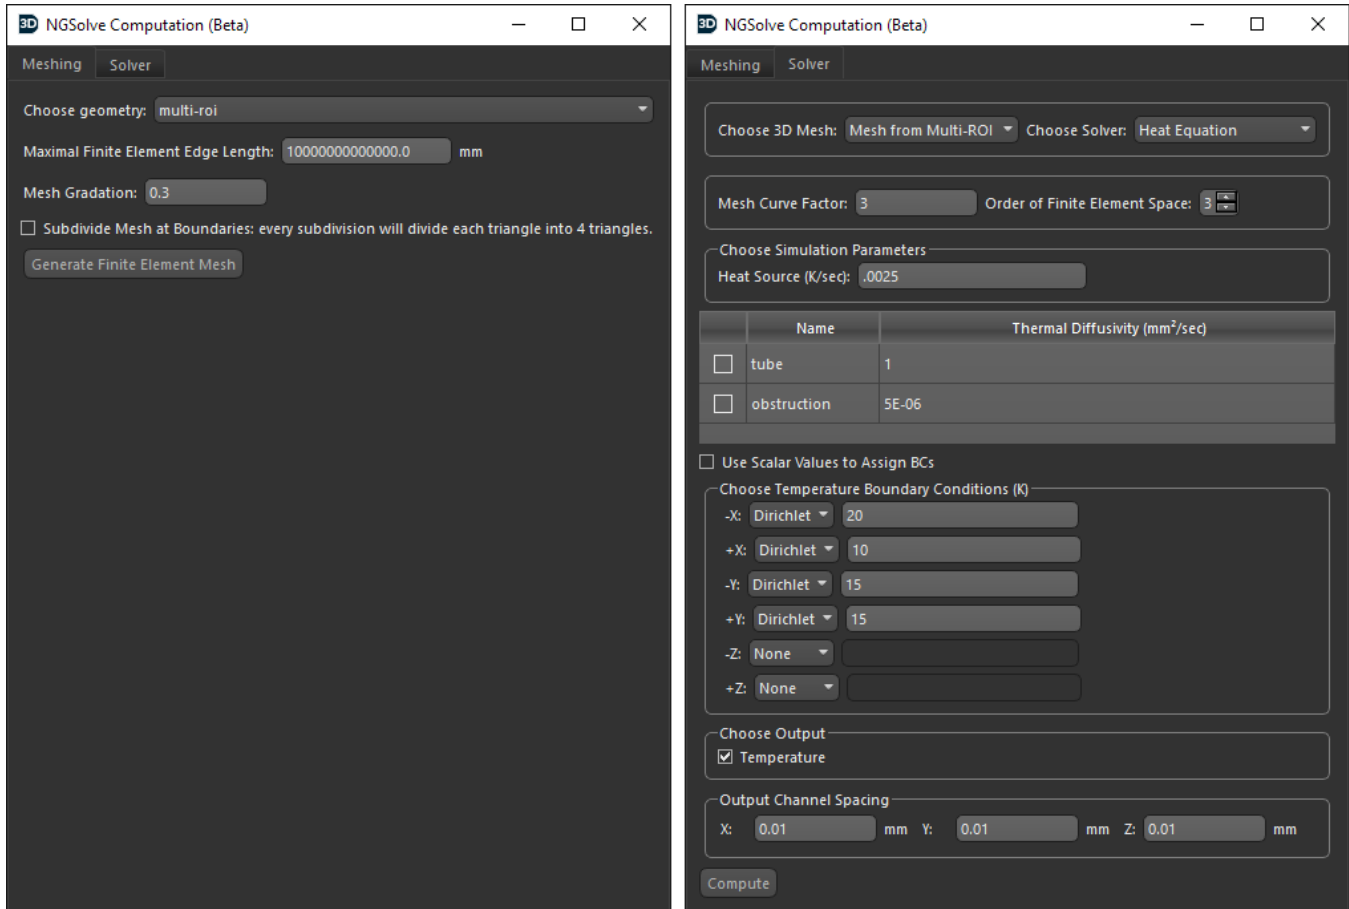 3D NGSolve Computation (Beta)
Meshing Solver
Choose geometry: multi-roi
Maximal Finite Element Edge Length: 10000000000000.0 mm
Mesh Gradation: 0.3
Subdivide Mesh at Boundaries: every subdivision will divide each triangle into 4 triangles.
Generate Finite Element Mesh
3D NGSolve Computation (Beta)
Meshing Solver
Choose 3D Mesh: Mesh from Multi-ROI Choose Solver: Heat Equation
Mesh Curve Factor: 3 Order of Finite Element Space: 3
Choose Simulation Parameters
Heat Source (K/sec): .0025
Name Thermal Diffusivity (mm²/sec)
tube 1
obstruction 5E-06
Use Scalar Values to Assign BCs
Choose Temperature Boundary Conditions (K)
-X: Dirichlet 20
+X: Dirichlet 10
-Y: Dirichlet 15
+Y: Dirichlet 15
-Z: None
+Z: None
Choose Output
Temperature
Output Channel Spacing
X: 0.01 mm Y: 0.01 mm Z: 0.01 mm
Compute